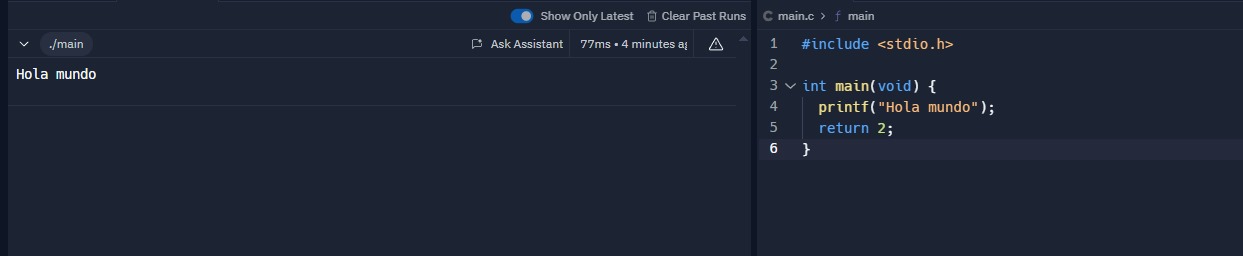 Show Only Latest Clear Past Runs
./main Ask Assistant 77ms • 4 minutes
Hola mundo
main.c > f main
1 #include <stdio.h>
2
3 int main(void) {
4 printf("Hola mundo");
5 return 2;
6 }